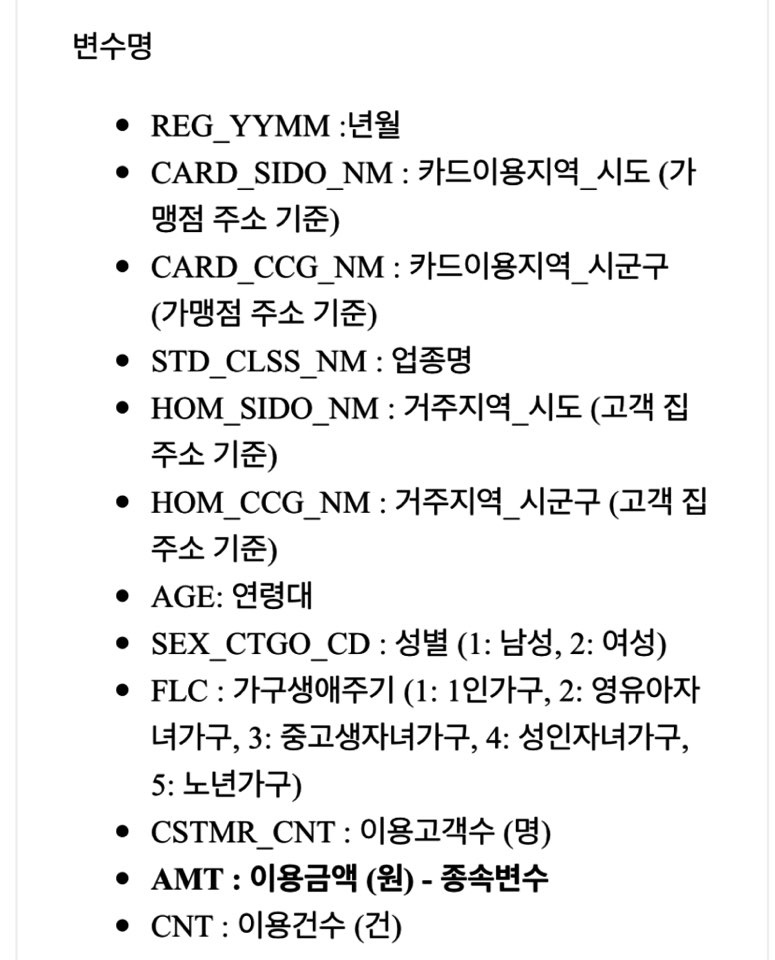 변수명
• REG_YYMM :년월
• CARD_SIDO_NM : 카드이용지역_시도 (가
맹점 주소 기준)
• CARD_CCG_NM : 카드이용지역_시군구
(가맹점 주소 기준)
• STD_CLSS_NM : 업종명
• HOM_SIDO_NM : 거주지역_시도 (고객 집
주소 기준)
• HOM_CCG_NM : 거주지역_시군구 (고객 집
주소 기준)
• AGE: 연령대
• SEX_CTGO_CD : 성별 (1: 남성, 2: 여성)
• FLC : 가구생애주기 (1: 1인가구, 2: 영유아자
녀가구, 3: 중고생자녀가구, 4: 성인자녀가구,
5: 노년가구)
• CSTMR_CNT : 이용고객수 (명)
• AMT : 이용금액 (원) - 종속변수
• CNT : 이용건수 (건)